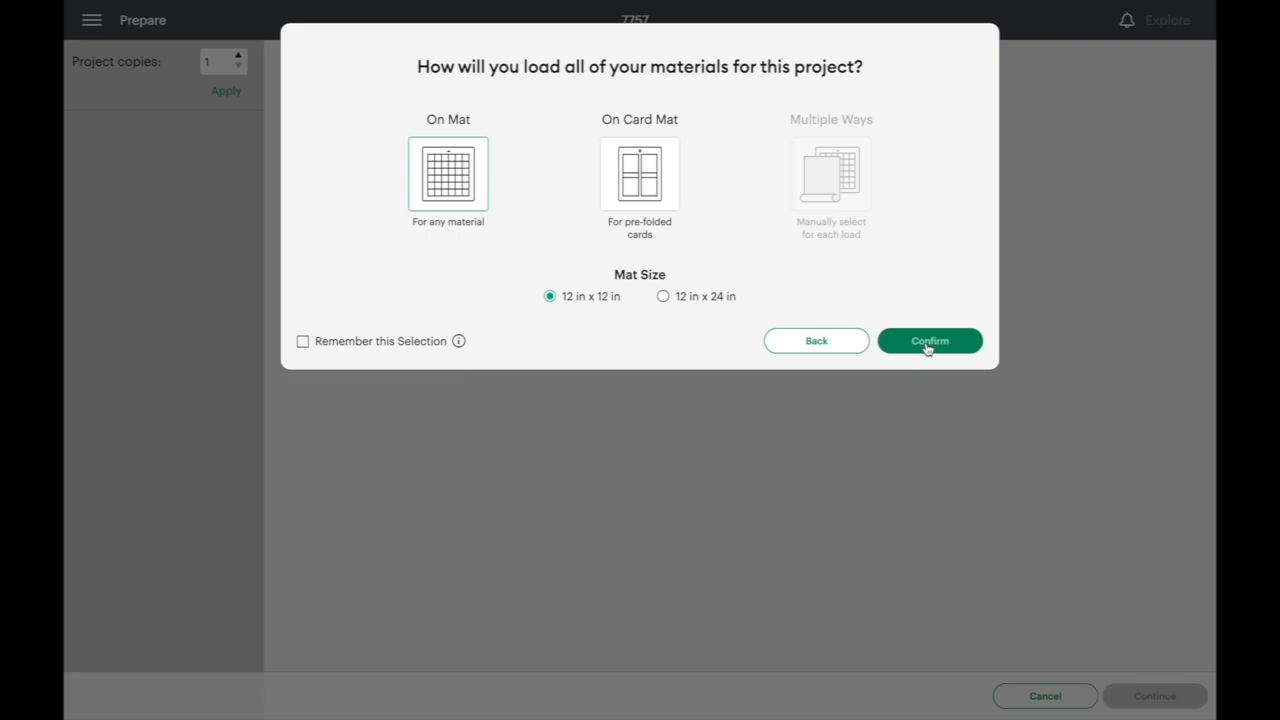 Prepare
7757
Explore
Project copies:
1
Apply
How will you load all of your materials for this project?
On Mat
On Card Mat
Multiple Ways
For any material
For pre-folded
cards
Manually select
for each load
Mat Size
12 in x 12 in
12 in x 24 in
Remember this Selection
Back
Confirm
Cancel
Continue